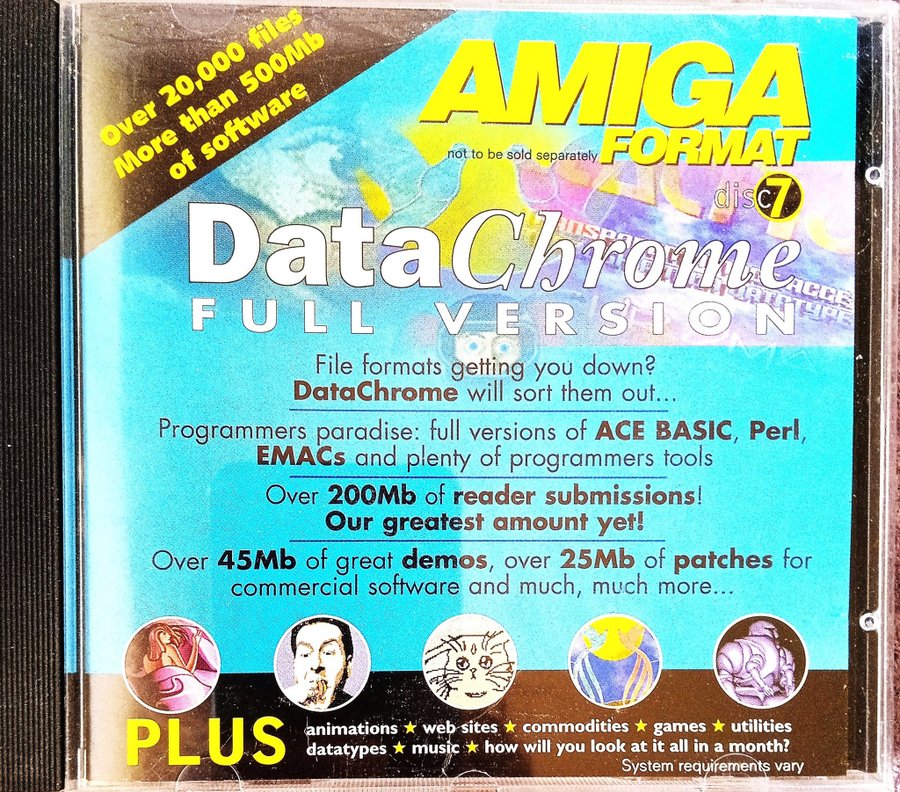 Over 20,000 files
More than 500Mb
of software
AMIGA
not to be sold separately FORMAT
disc 7
DataChrome
FULL VERSION
File formats getting you down?
DataChrome will sort them out...
Programmers paradise: full versions of ACE BASIC, Perl,
EMACs and plenty of programmers tools
Over 200Mb of reader submissions!
Our greatest amount yet!
Over 45Mb of great demos, over 25Mb of patches for
commercial software and much, much more...
PLUS
animations ★ web sites ★ commodities ★ games ★ utilities
datatypes ★ music ★ how will you look at it all in a month?
System requirements vary